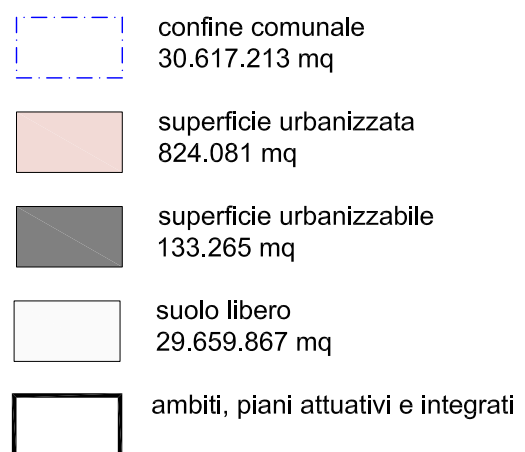 confine comunale
30.617.213 mq
superficie urbanizzata
824.081 mq
superficie urbanizzabile
133.265 mq
suolo libero
29.659.867 mq
ambiti, piani attuativi e integrati